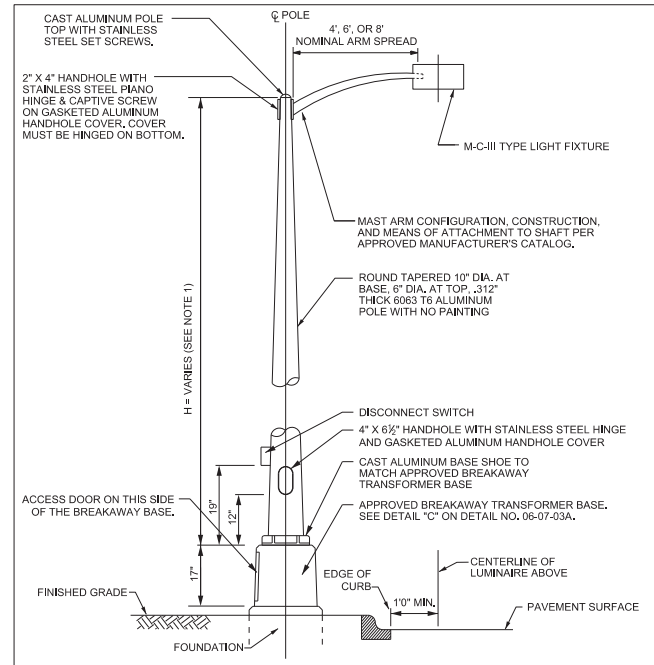 CAST ALUMINUM POLE
TOP WITH STAINLESS
STEEL SET SCREWS.
℄ POLE
4', 6', OR 8'
NOMINAL ARM SPREAD
2" X 4" HANDHOLE WITH
STAINLESS STEEL PIANO
HINGE & CAPTIVE SCREW
ON GASKETED ALUMINUM
HANDHOLE COVER. COVER
MUST BE HINGED ON BOTTOM.
M-C-III TYPE LIGHT FIXTURE
MAST ARM CONFIGURATION, CONSTRUCTION,
AND MEANS OF ATTACHMENT TO SHAFT PER
APPROVED MANUFACTURER'S CATALOG.
ROUND TAPERED 10" DIA. AT
BASE, 6" DIA. AT TOP, .312"
THICK 6063 T6 ALUMINUM
POLE WITH NO PAINTING
H = VARIES (SEE NOTE 1)
DISCONNECT SWITCH
4" X 6½" HANDHOLE WITH STAINLESS STEEL HINGE
AND GASKETED ALUMINUM HANDHOLE COVER
CAST ALUMINUM BASE SHOE TO
MATCH APPROVED BREAKAWAY
TRANSFORMER BASE
ACCESS DOOR ON THIS SIDE
OF THE BREAKAWAY BASE.
19"
12"
APPROVED BREAKAWAY TRANSFORMER BASE.
SEE DETAIL "C" ON DETAIL NO. 06-07-03A.
17"
EDGE OF
CURB
CENTERLINE OF
LUMINAIRE ABOVE
1'0" MIN.
FINISHED GRADE
PAVEMENT SURFACE
FOUNDATION